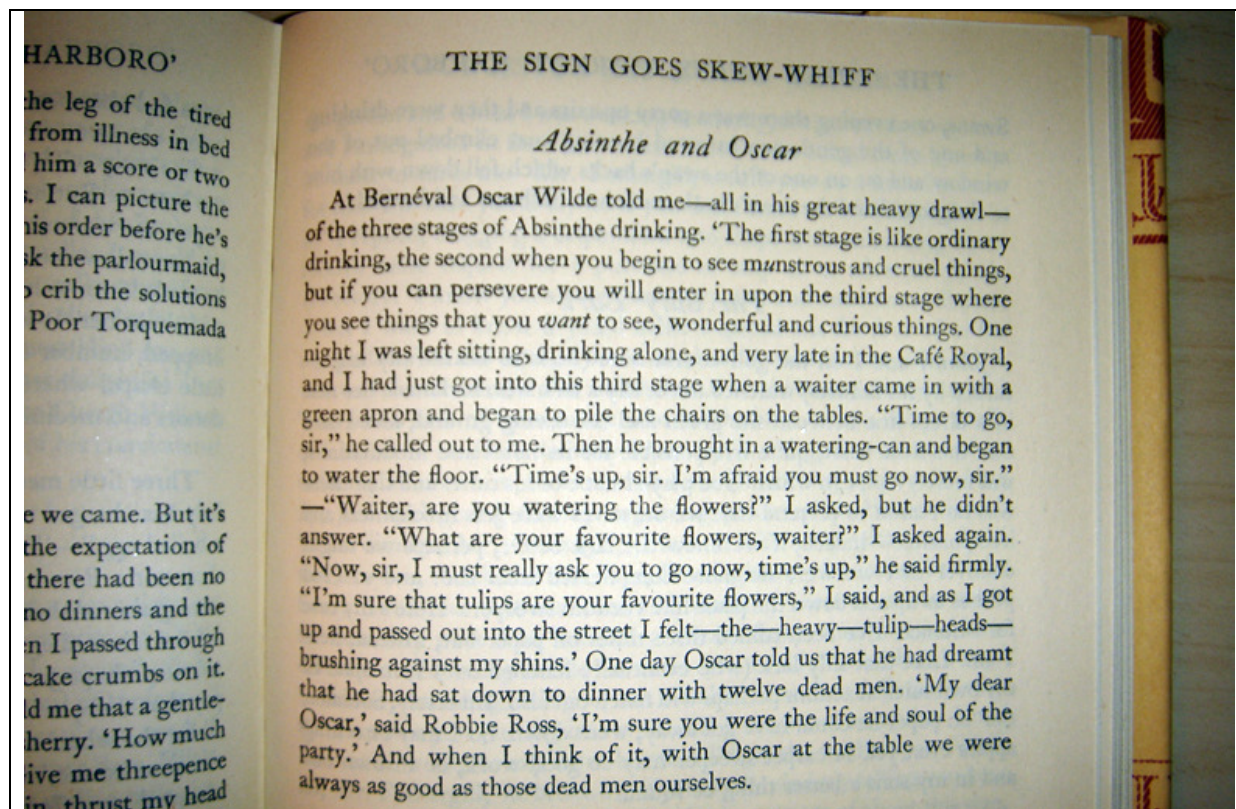 HARBORO’
the leg of the tired
from illness in bed
him a score or two
I can picture the
his order before he’s
the parlourmaid,
crib the solutions
Poor Torquemada
we came. But it’s
the expectation of
there had been no
no dinners and the
I passed through
cake crumbs on it.
me that a gentle-
‘How much
me threepence
thrust my head
THE SIGN GOES SKEW-WHIFF
Absinthe and Oscar
At Bernéval Oscar Wilde told me—all in his great heavy drawl—
of the three stages of Absinthe drinking. ‘The first stage is like ordinary
drinking, the second when you begin to see munstrous and cruel things,
but if you can persevere you will enter in upon the third stage where
you see things that you want to see, wonderful and curious things. One
night I was left sitting, drinking alone, and very late in the Café Royal,
and I had just got into this third stage when a waiter came in with a
green apron and began to pile the chairs on the tables. “Time to go,
sir,” he called out to me. Then he brought in a watering-can and began
to water the floor. “Time’s up, sir. I’m afraid you must go now, sir.”
—“Waiter, are you watering the flowers?” I asked, but he didn’t
answer. “What are your favourite flowers, waiter?” I asked again.
“Now, sir, I must really ask you to go now, time’s up,” he said firmly.
“I’m sure that tulips are your favourite flowers,” I said, and as I got
up and passed out into the street I felt—the—heavy—tulip—heads—
brushing against my shins.’ One day Oscar told us that he had dreamt
that he had sat down to dinner with twelve dead men. ‘My dear
Oscar,’ said Robbie Ross, ‘I’m sure you were the life and soul of the
party.’ And when I think of it, with Oscar at the table we were
always as good as those dead men ourselves.